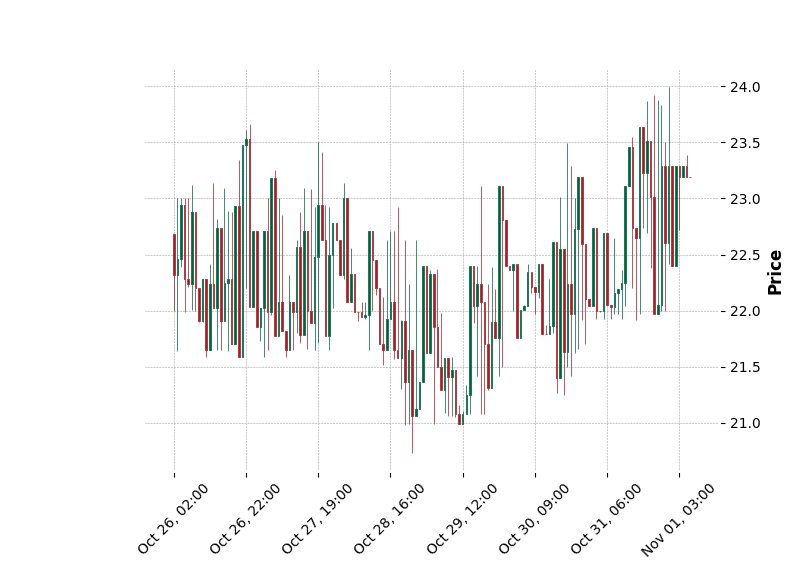 24.0
23.5
23.0
22.5
22.0
21.5
21.0
Price
Oct 26, 02:00
Oct 26, 22:00
Oct 27, 19:00
Oct 28, 16:00
Oct 29, 12:00
Oct 30, 09:00
Oct 31, 06:00
Nov 01, 03:00